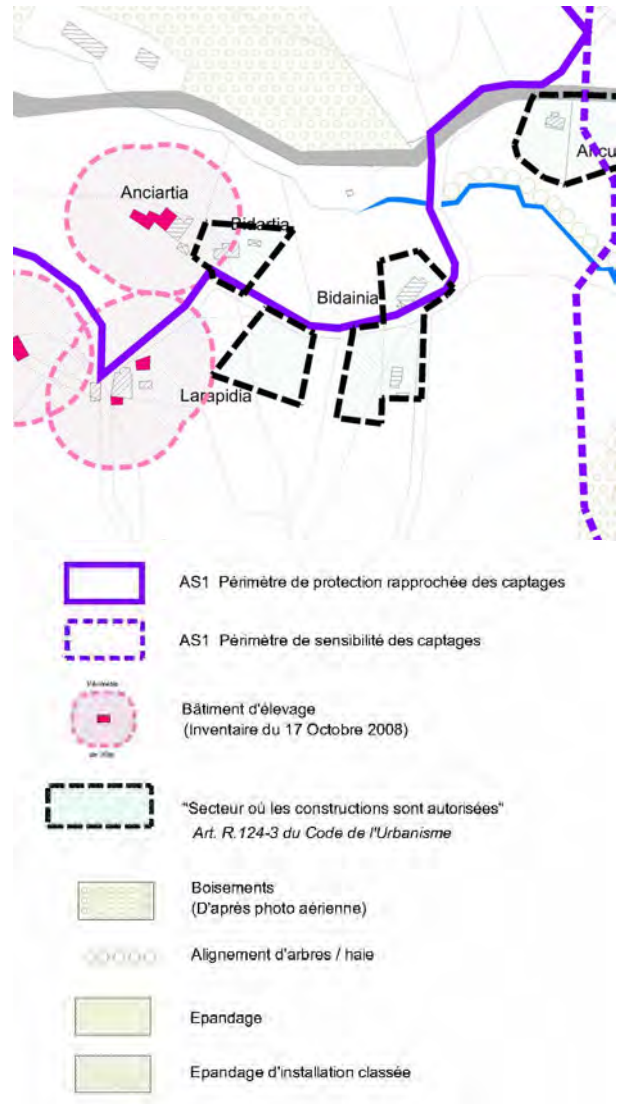 Anciartia
Bidartia
Bidainia
Larapidia
AS1 Périmètre de protection rapprochée des captages
AS1 Périmètre de sensibilité des captages
Bâtiment d'élevage
(Inventaire du 17 Octobre 2008)
"Secteur où les constructions sont autorisées"
Art. R.124-3 du Code de l'Urbanisme
Boisements
(D'après photo aérienne)
Alignement d'arbres / haie
Epandage
Epandage d'installation classée